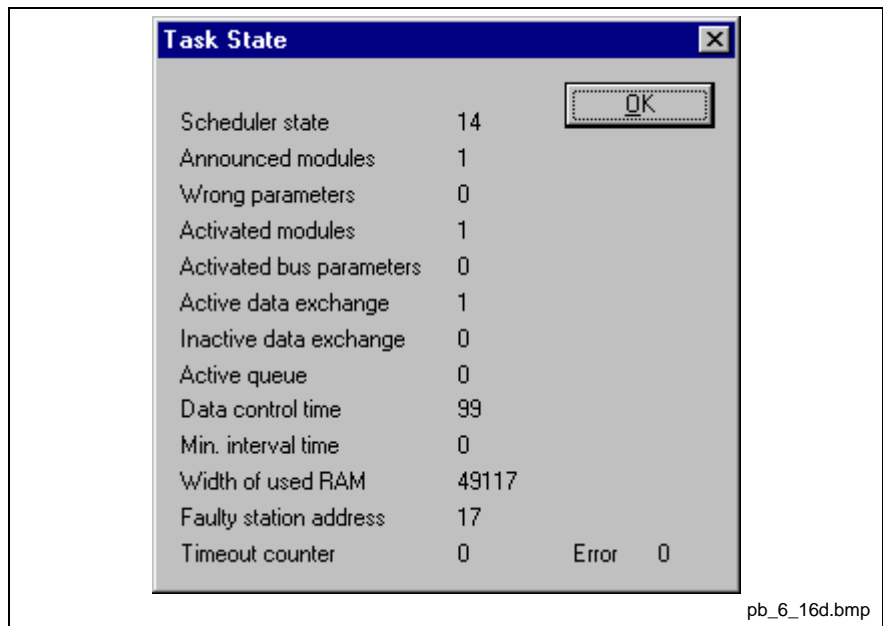 Task State
OK
Scheduler state 14
Announced modules 1
Wrong parameters 0
Activated modules 1
Activated bus parameters 0
Active data exchange 1
Inactive data exchange 0
Active queue 0
Data control time 99
Min. interval time 0
Width of used RAM 49117
Faulty station address 17
Timeout counter 0 Error 0
pb_6_16d.bmp